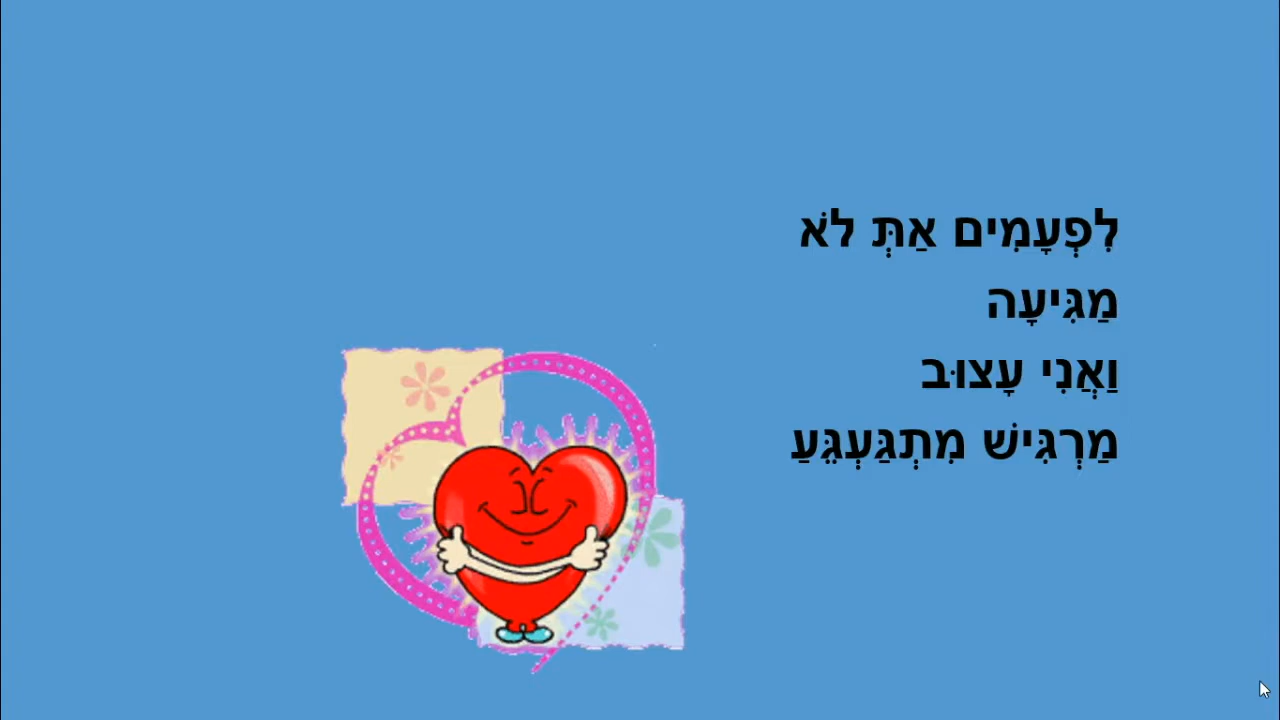 לִפְעָמִים אַתְּ לֹא
מַגִּיעָה
וַאֲנִי עָצוּב
מַרְגִּישׁ מִתְגַּעְגֵּעַ